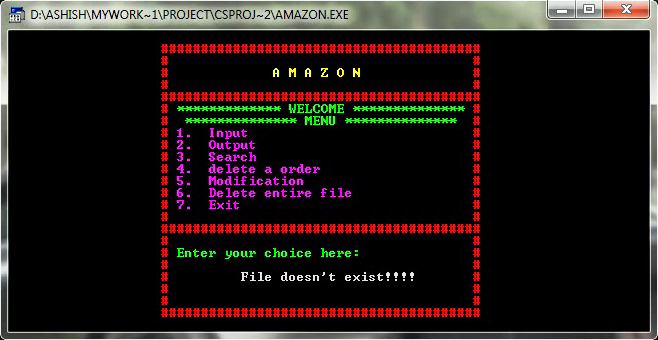 D:\ASHISH\MYWORK~1\PROJECT\CSPROJ~2\AMAZON.EXE
########################################
# #
# A M A Z O N #
# #
########################################
# ************* WELCOME ************** #
# ************** MENU ************** #
# 1. Input #
# 2. Output #
# 3. Search #
# 4. delete a order #
# 5. Modification #
# 6. Delete entire file #
# 7. Exit #
# #
########################################
# #
# Enter your choice here: #
# #
# File doesn't exist!!!! #
# #
# #
########################################